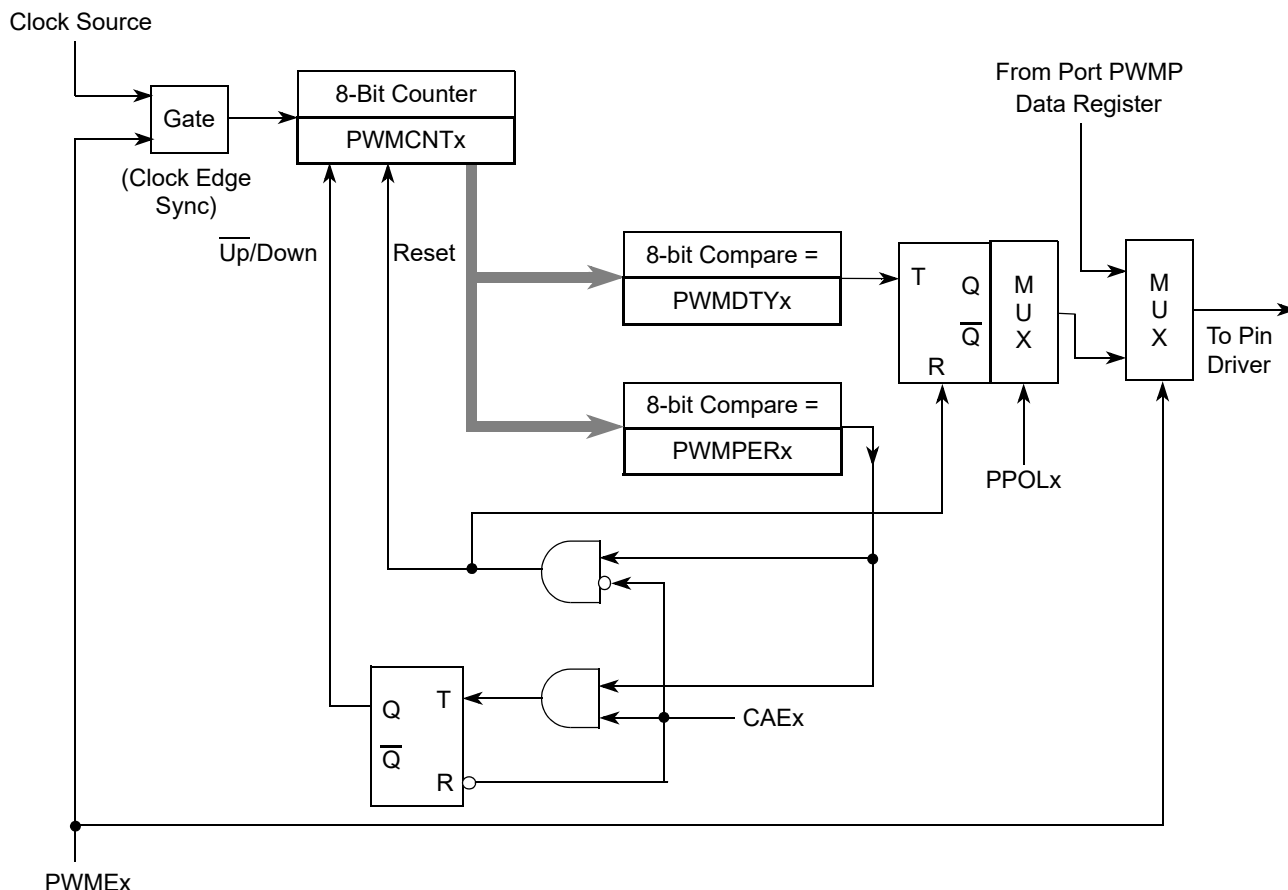 Clock Source
From Port PWMP
Data Register
8-Bit Counter
PWMCNTx
Gate
(Clock Edge
Sync)
U̅p̅/Down
Reset
8-bit Compare =
PWMDTYx
T
Q
Q̅
R
M
U
X
M
U
X
To Pin
Driver
8-bit Compare =
PWMPERx
PPOLx
Q
T
Q̅
R
CAEx
PWMEx